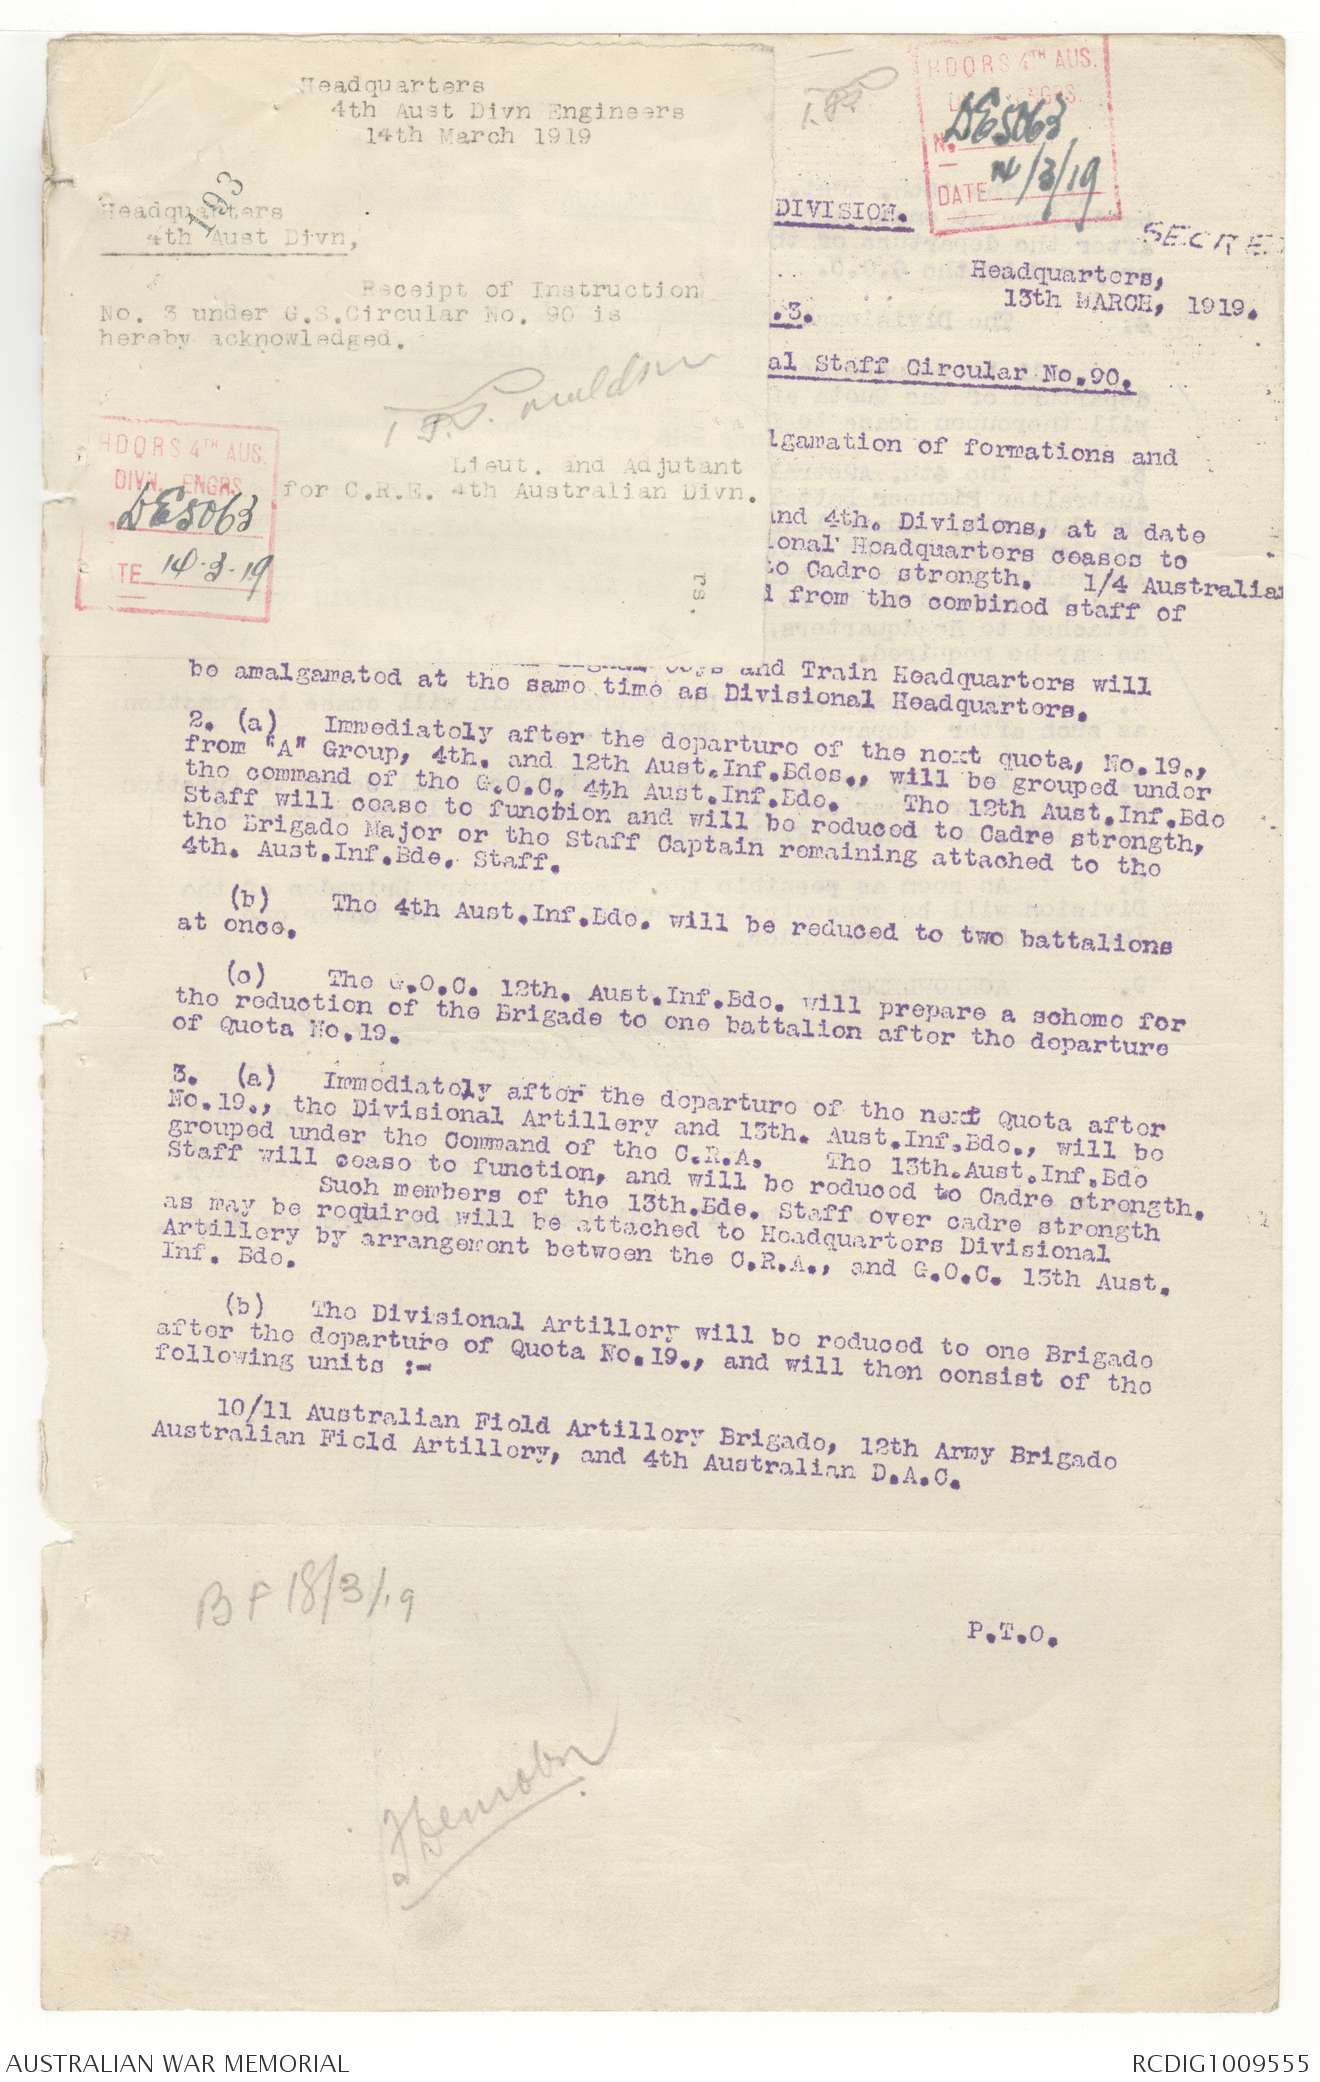 Headquarters
4th Aust Divn Engineers
14th March 1919
193
Headquarters
4th Aust Divn,
Receipt of Instruction
No. 3 under G.S.Circular No. 90 is
hereby acknowledged.
Lieut. and Adjutant
for C.R.E. 4th Australian Divn.
HDQRS 4TH AUS.
DIVN. ENGRS
DE5063
DATE 14.3.19
rs.
HDQRS 4TH AUS.
DE5063
No.
DATE 14/3/19
DIVISION.
SECRE
Headquarters,
13th MARCH, 1919.
.3.
al Staff Circular No.90.
lgamation of formations and
and 4th. Divisions, at a date
ional Headquarters ceases to
to Cadre strength. 1/4 Australian
d from the combined staff of
and Train Headquarters will
be amalgamated at the same time as Divisional Headquarters.
2. (a) Immediately after the departure of the next quota, No.19.,
from "A" Group, 4th. and 12th Aust.Inf.Bdes., will be grouped under
the command of the G.O.C. 4th Aust.Inf.Bde. The 12th Aust.Inf.Bde
Staff will cease to function and will be reduced to Cadre strength,
the Brigade Major or the Staff Captain remaining attached to the
4th. Aust.Inf.Bde. Staff.
(b) The 4th Aust.Inf.Bde. will be reduced to two battalions
at once.
(c) The G.O.C. 12th. Aust.Inf.Bde. will prepare a scheme for
the reduction of the Brigade to one battalion after the departure
of Quota No.19.
3. (a) Immediately after the departure of the next Quota after
No.19., the Divisional Artillery and 13th. Aust.Inf.Bde., will be
grouped under the Command of the C.R.A. The 13th.Aust.Inf.Bde
Staff will cease to function, and will be reduced to Cadre strength.
Such members of the 13th.Bde. Staff over cadre strength
as may be required will be attached to Headquarters Divisional
Artillery by arrangement between the C.R.A., and G.O.C. 13th Aust.
Inf. Bde.
(b) The Divisional Artillery will be reduced to one Brigade
after the departure of Quota No.19., and will then consist of the
following units :-
10/11 Australian Field Artillery Brigade, 12th Army Brigade
Australian Field Artillery, and 4th Australian D.A.C.
BF 18/3/19
P.T.O.
AUSTRALIAN WAR MEMORIAL
RCDIG1009555